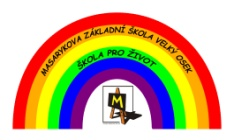 MASARYKOVA ZÁKLADNÍ ŠKOLA VELKÝ OSEK
ŠKOLA PRO ŽIVOT
M